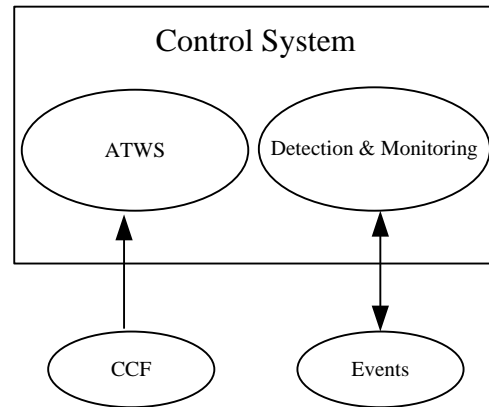 Control System
ATWS
Detection & Monitoring
CCF
Events